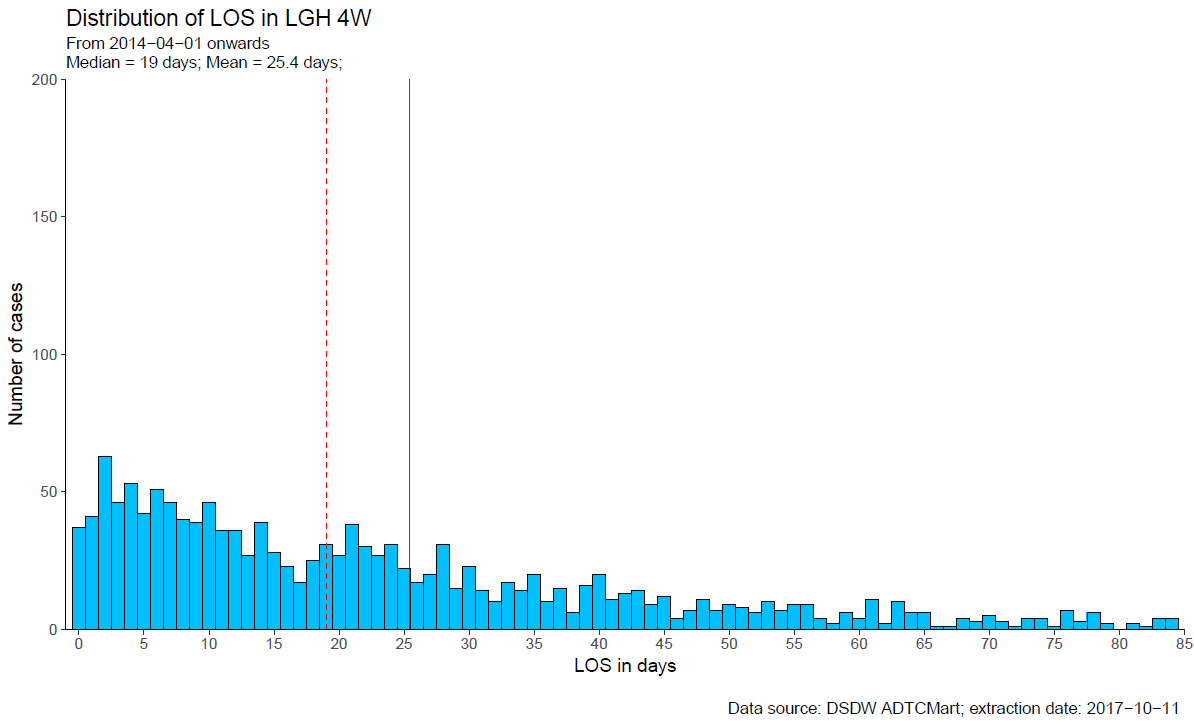 Distribution of LOS in LGH 4W
From 2014−04−01 onwards
Median = 19 days; Mean = 25.4 days;
200
150
100
50
0
Number of cases
0 5 10 15 20 25 30 35 40 45 50 55 60 65 70 75 80 85
LOS in days
Data source: DSDW ADTCMart; extraction date: 2017−10−11